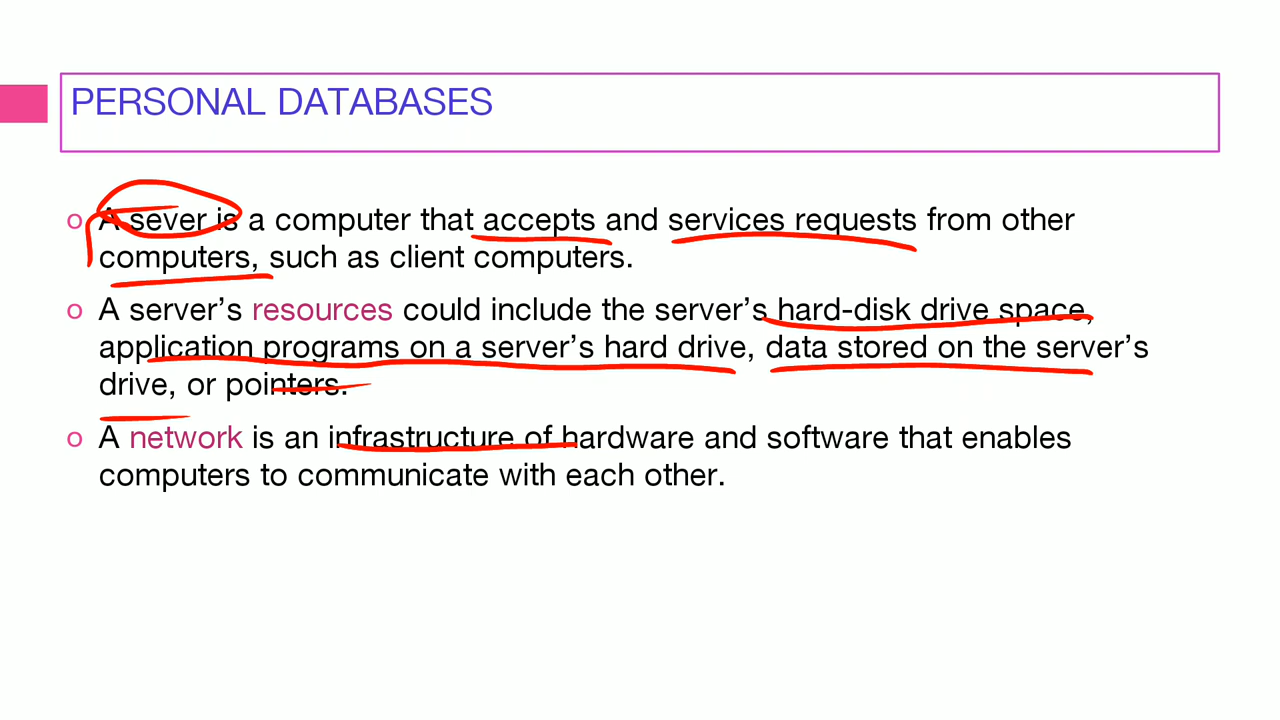 PERSONAL DATABASES
o A sever is a computer that accepts and services requests from other
computers, such as client computers.
o A server’s resources could include the server’s hard-disk drive space,
application programs on a server’s hard drive, data stored on the server’s
drive, or pointers.
o A network is an infrastructure of hardware and software that enables
computers to communicate with each other.